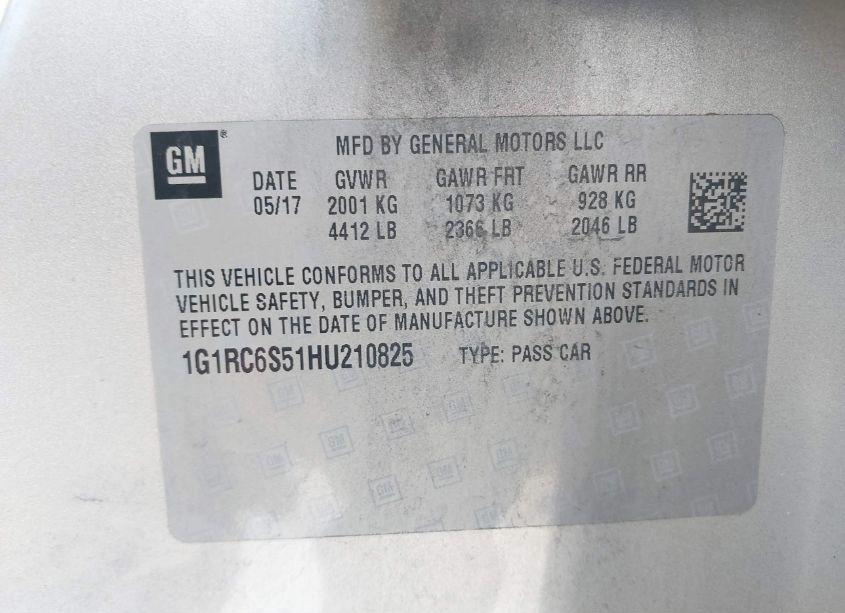 GM ®
MFD BY GENERAL MOTORS LLC
DATE GVWR GAWR FRT GAWR RR
05/17 2001 KG 1073 KG 928 KG
4412 LB 2366 LB 2046 LB
THIS VEHICLE CONFORMS TO ALL APPLICABLE U.S. FEDERAL MOTOR
VEHICLE SAFETY, BUMPER, AND THEFT PREVENTION STANDARDS IN
EFFECT ON THE DATE OF MANUFACTURE SHOWN ABOVE.
1G1RC6S51HU210825 TYPE: PASS CAR